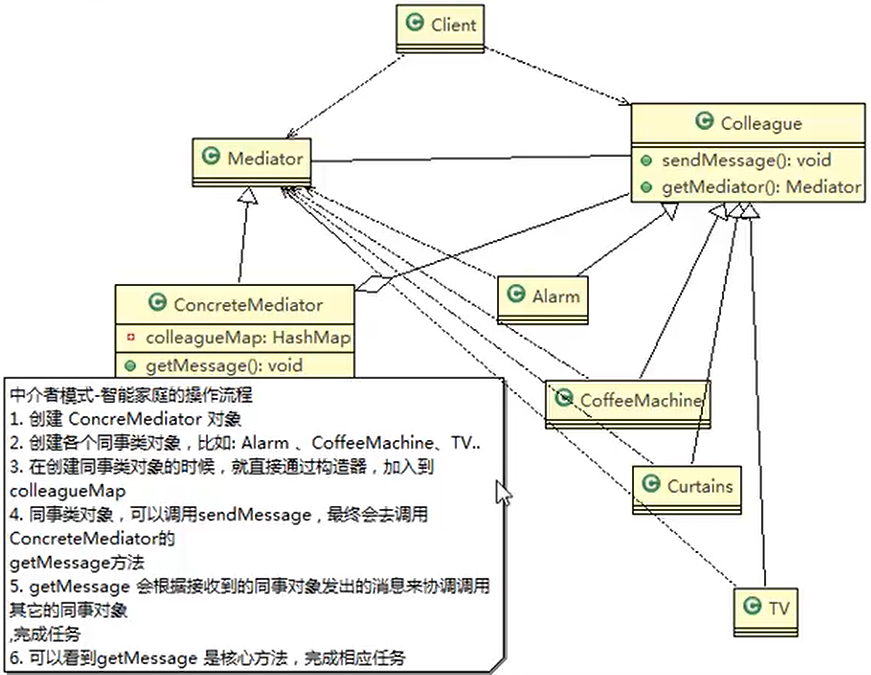 Client
Colleague
sendMessage(): void
getMediator(): Mediator
Mediator
ConcreteMediator
colleagueMap: HashMap
getMessage(): void
Alarm
CoffeeMachine
Curtains
TV
中介者模式-智能家庭的操作流程
1. 创建 ConcreMediator 对象
2. 创建各个同事类对象，比如: Alarm 、CoffeeMachine、TV..
3. 在创建同事类对象的时候，就直接通过构造器，加入到
colleagueMap
4. 同事类对象，可以调用sendMessage，最终会去调用
ConcreteMediator的
getMessage方法
5. getMessage 会根据接收到的同事对象发出的消息来协调调用
其它的同事对象
,完成任务
6. 可以看到getMessage 是核心方法，完成相应任务